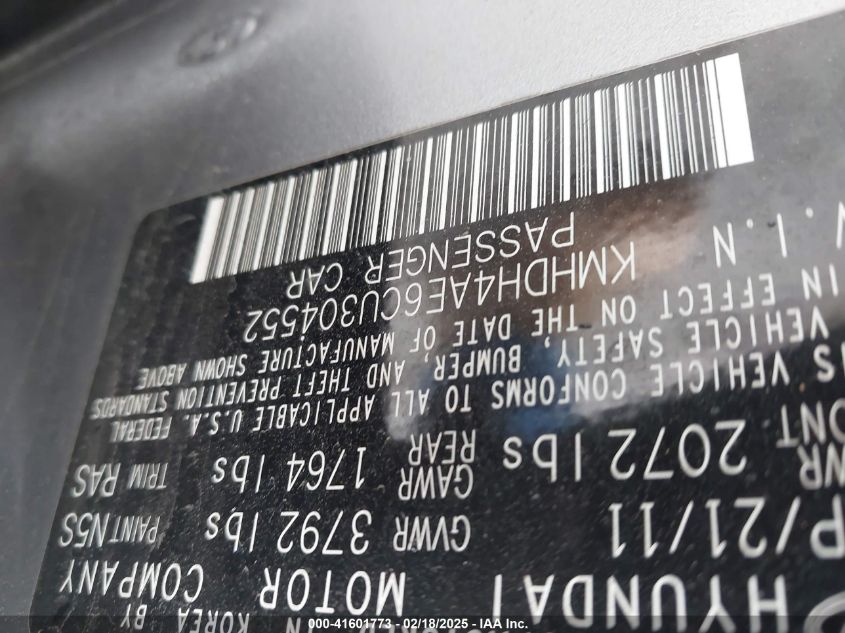 HYUNDAI MOTOR COMPANY
P/21/11 GVWR 3792 lbs PAINT N5S
2072 lbs GAWR REAR 1764 lbs TRIM RAS
VEHICLE CONFORMS TO ALL APPLICABLE U.S.A. FEDERAL
VEHICLE SAFETY, BUMPER, AND THEFT PREVENTION STANDARDS
IN EFFECT ON THE DATE OF MANUFACTURE SHOWN ABOVE
V.I.N KMHDH4AE6CU304552
PASSENGER CAR
000-41601773 - 02/18/2025 - IAA Inc.